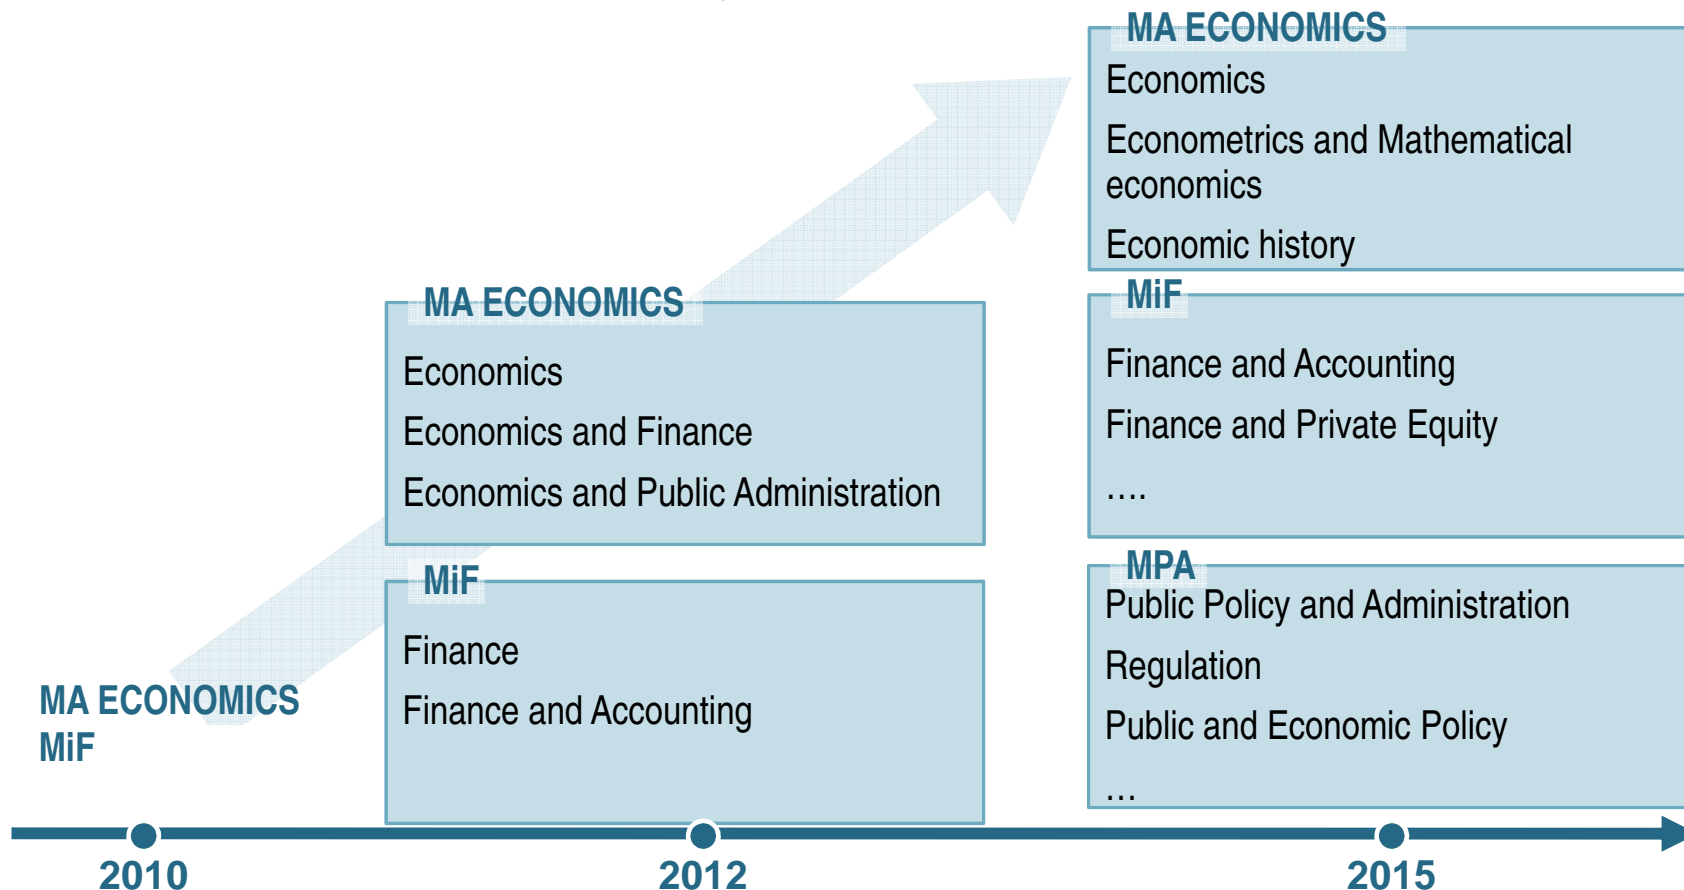 MA ECONOMICS
MiF
MA ECONOMICS
Economics
Economics and Finance
Economics and Public Administration
MiF
Finance
Finance and Accounting
MA ECONOMICS
Economics
Econometrics and Mathematical
economics
Economic history
MiF
Finance and Accounting
Finance and Private Equity
....
MPA
Public Policy and Administration
Regulation
Public and Economic Policy
...
2010
2012
2015